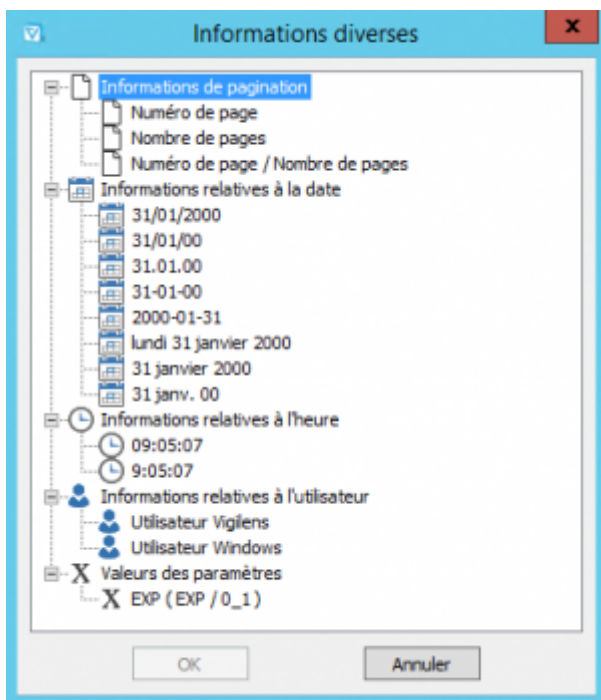 Informations diverses
x
Informations de pagination
Numéro de page
Nombre de pages
Numéro de page / Nombre de pages
Informations relatives à la date
31/01/2000
31/01/00
31.01.00
31-01-00
2000-01-31
lundi 31 janvier 2000
31 janvier 2000
31 janv. 00
Informations relatives à l'heure
09:05:07
9:05:07
Informations relatives à l'utilisateur
Utilisateur Vigilens
Utilisateur Windows
X Valeurs des paramètres
X EXP ( EXP / 0_1 )
OK Annuler